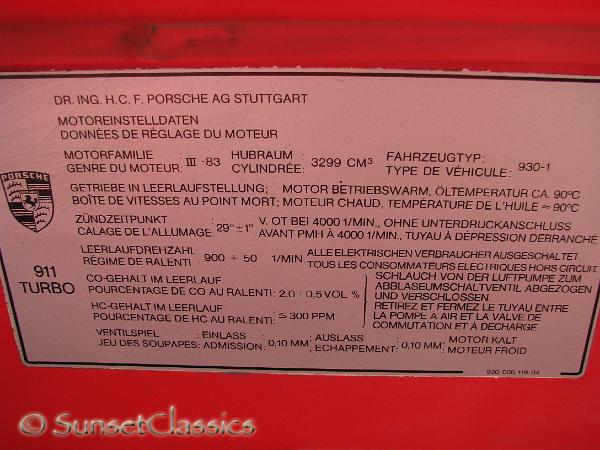 DR. ING. H.C. F. PORSCHE AG STUTTGART
MOTOREINSTELLDATEN
DONNÉES DE RÉGLAGE DU MOTEUR
MOTORFAMILIE : III -83 HUBRAUM : 3299 CM³ FAHRZEUGTYP: 930-1
GENRE DU MOTEUR: CYLINDRÉE: TYPE DE VÉHICULE:
PORSCHE
GETRIEBE IN LEERLAUFSTELLUNG; MOTOR BETRIEBSWARM, ÖLTEMPERATUR CA. 90°C
BOÎTE DE VITESSES AU POINT MORT; MOTEUR CHAUD, TEMPÉRATURE DE L'HUILE ≈ 90°C
ZÜNDZEITPUNKT : 29°±1° V. OT BEI 4000 1/MIN., OHNE UNTERDRUCKANSCHLUSS
CALAGE DE L'ALLUMAGE. AVANT PMH À 4000 1/MIN., TUYAU À DÉPRESSION DEBRANCHÉ
LEERLAUFDREHZAHL : 900 + 50 1/MIN ALLE ELEKTRISCHEN VERBRAUCHER AUSGESCHALTET.
RÉGIME DE RALENTI TOUS LES CONSOMMATEURS ELECTRIQUES HORS CIRCUIT.
911
TURBO
CO-GEHALT IM LEERLAUF : 2,0 ± 0,5 VOL % SCHLAUCH VON DER LUFTPUMPE ZUM
POURCENTAGE DE CO AU RALENTI ABBLASEUMSCHALTVENTIL ABGEZOGEN
UND VERSCHLOSSEN.
HC-GEHALT IM LEERLAUF : ≤ 300 PPM RETIREZ ET FERMEZ LE TUYAU ENTRE
POURCENTAGE DE HC AU RALENTI LA POMPE A AIR ET LA VALVE DE
COMMUTATION ET À DÉCHARGE
VENTILSPIEL : EINLASS : 0,10 MM, AUSLASS : 0,10 MM, MOTOR KALT
JEU DES SOUPAPES: ADMISSION: ECHAPPEMENT: MOTEUR FROID
930.006.119.04
© SunsetClassics